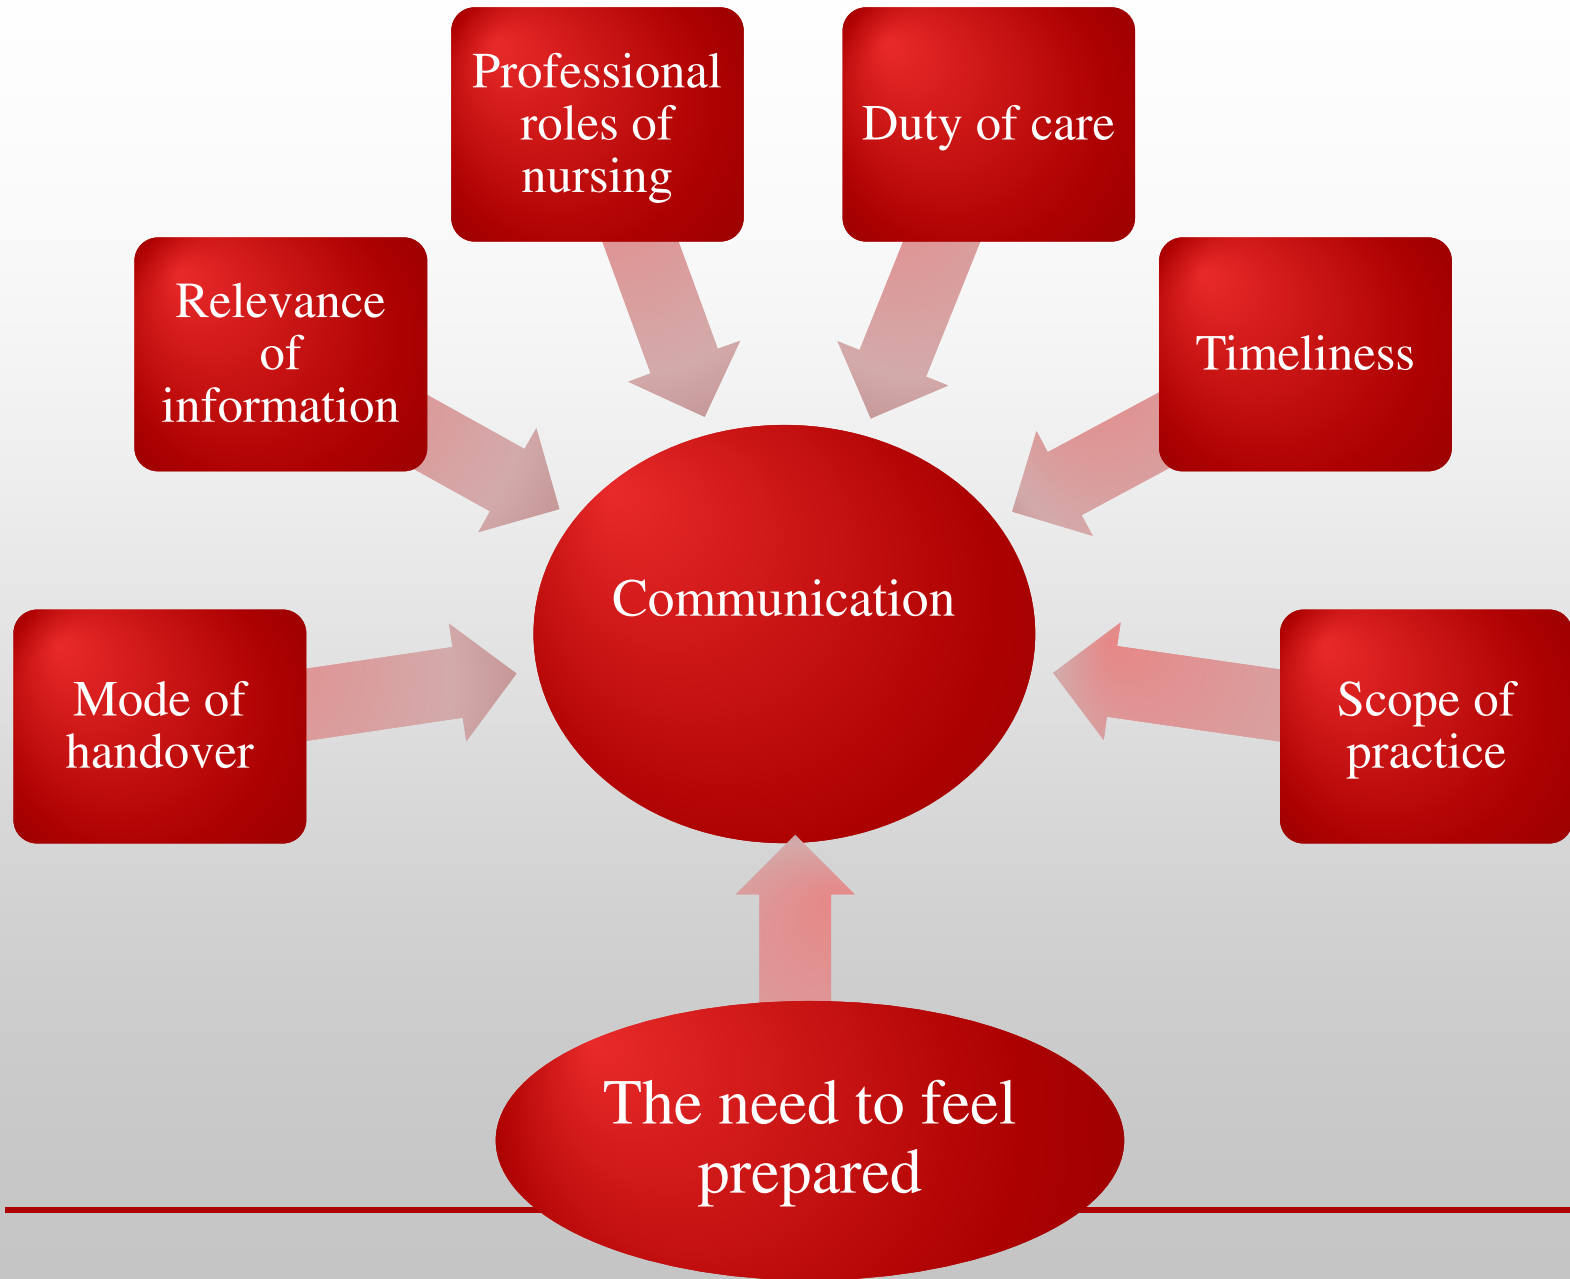 Professional
roles of
nursing
Duty of care
Relevance
of
information
Timeliness
Communication
Mode of
handover
Scope of
practice
The need to feel
prepared